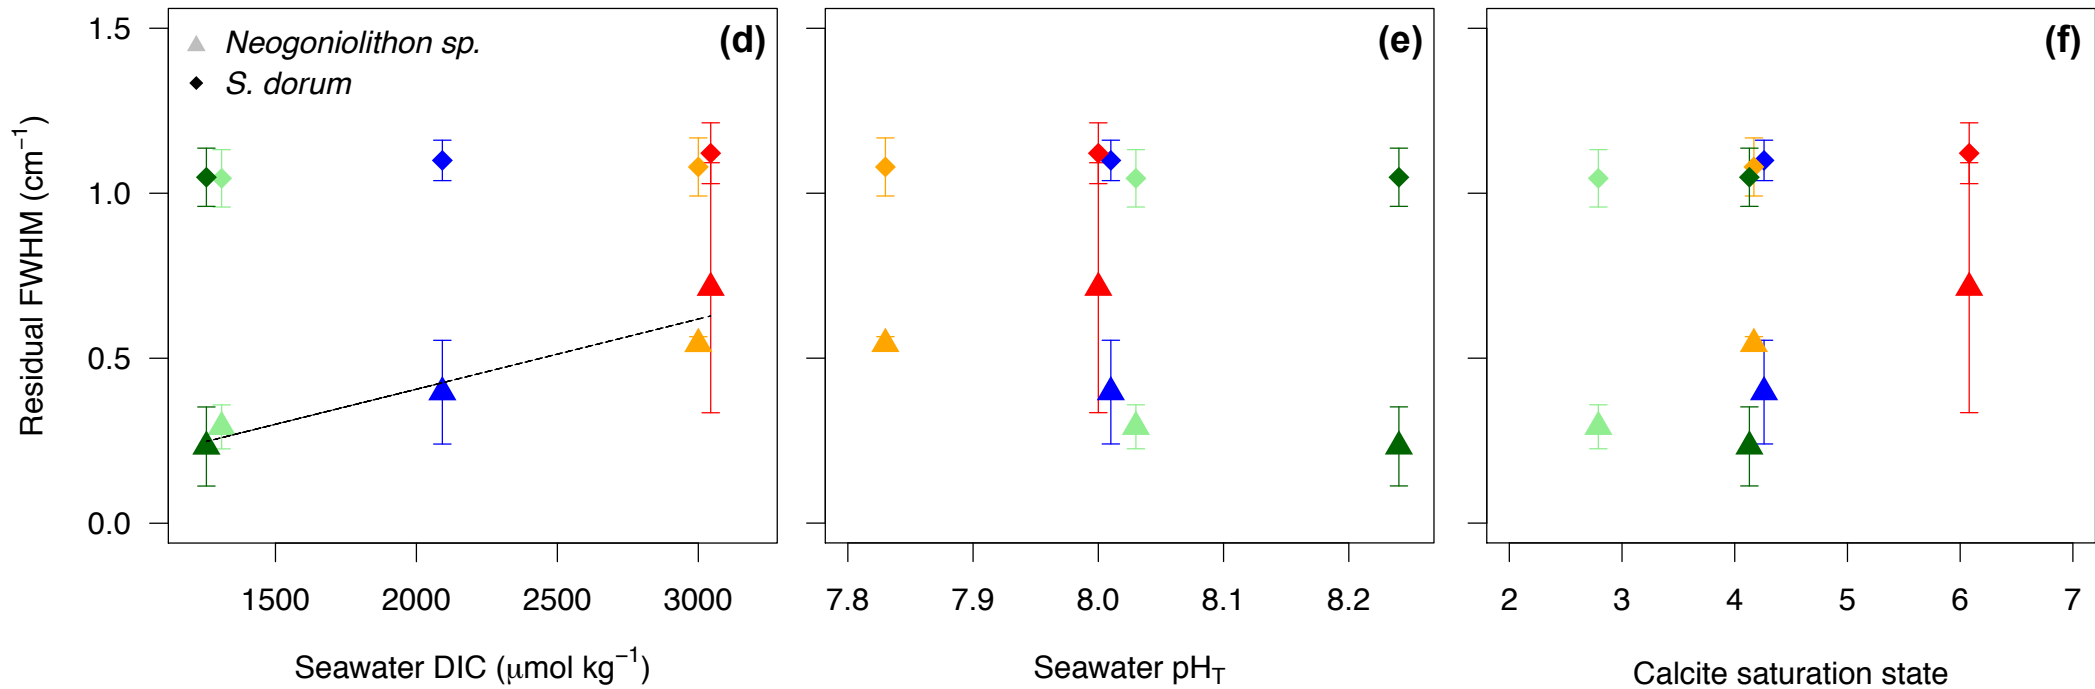 Residual FWHM (cm⁻¹)
1.5
1.0
0.5
0.0
Neogoniolithon sp.
S. dorum
(d)
1500 2000 2500 3000
Seawater DIC (μmol kg⁻¹)
(e)
7.8 7.9 8.0 8.1 8.2
Seawater pH_T
(f)
2 3 4 5 6 7
Calcite saturation state